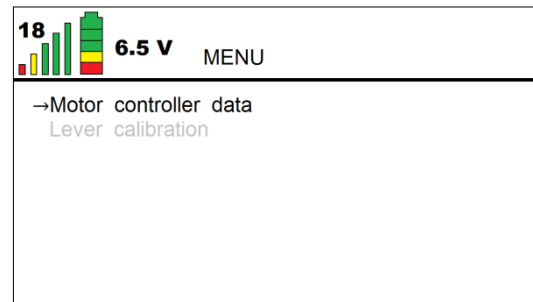 18
6.5 V MENU
→Motor controller data
Lever calibration